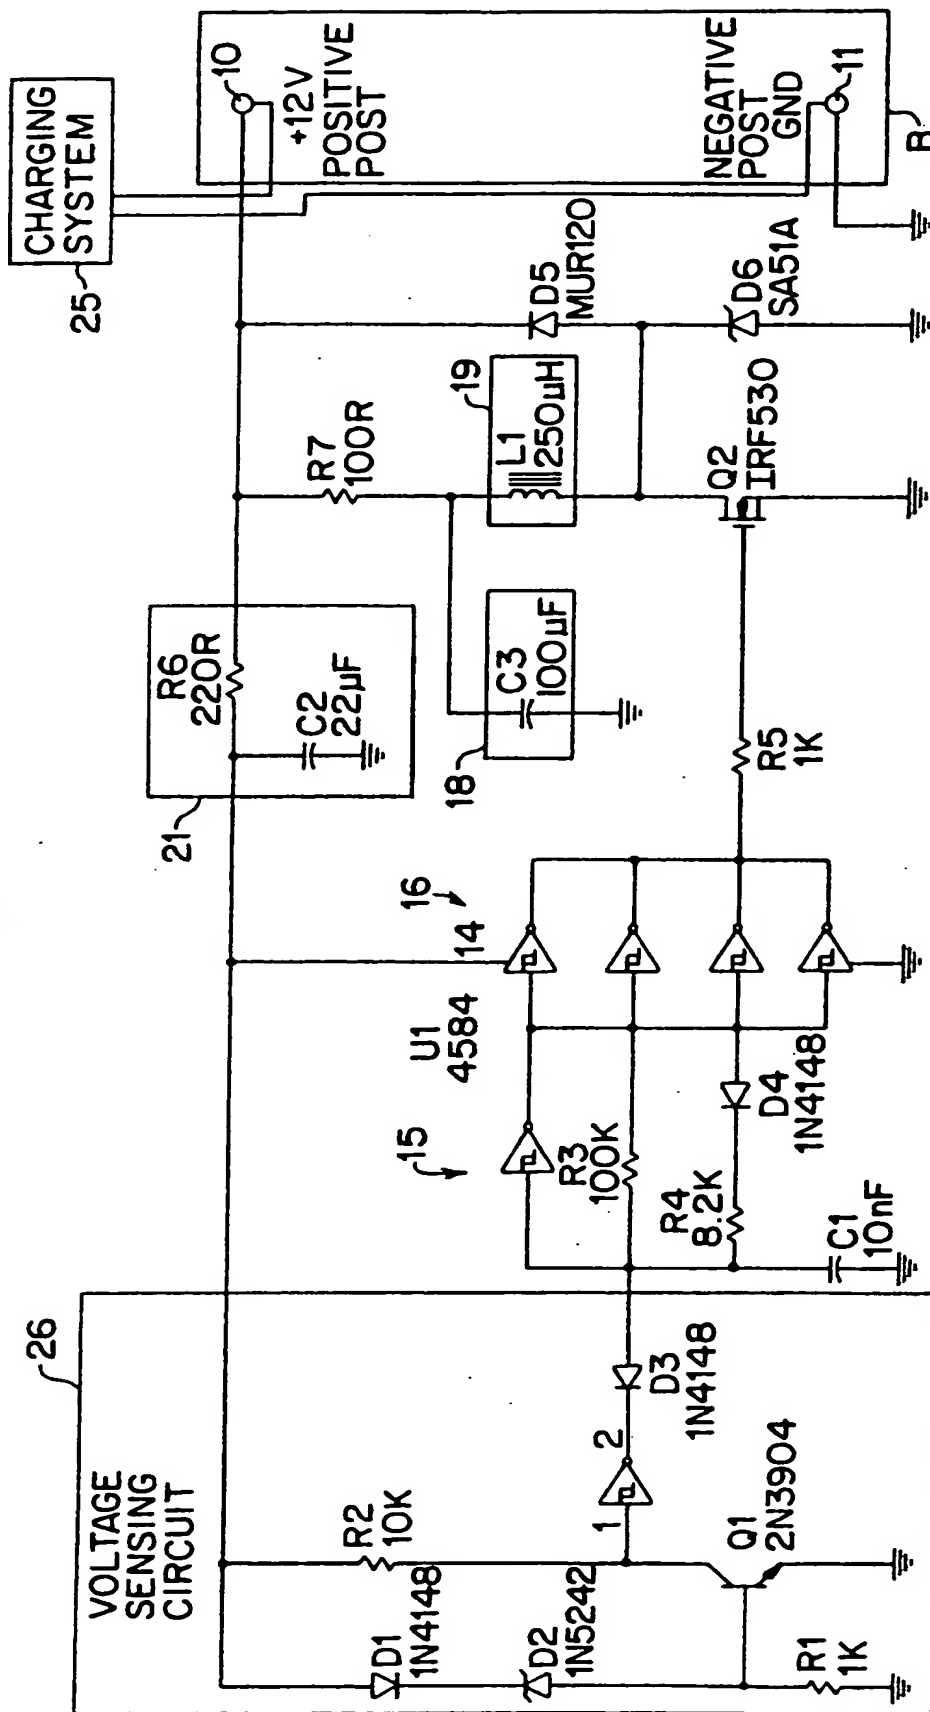 CHARGING
SYSTEM
25
10
+12V
POSITIVE
POST
NEGATIVE
POST
GND
11
B
D5
MUR120
D6
SA51A
R7
100R
19
L1
250µH
Q2
IRF530
R6
220R
C2
22µF
21
C3
100µF
18
R5
1K
16
14
U1
4584
15
R3
100K
R4
8.2K
D4
1N4148
C1
10nF
26
VOLTAGE
SENSING
CIRCUIT
D3
1N4148
2
1
R2
10K
Q1
2N3904
D1
1N4148
D2
1N5242
R1
1K